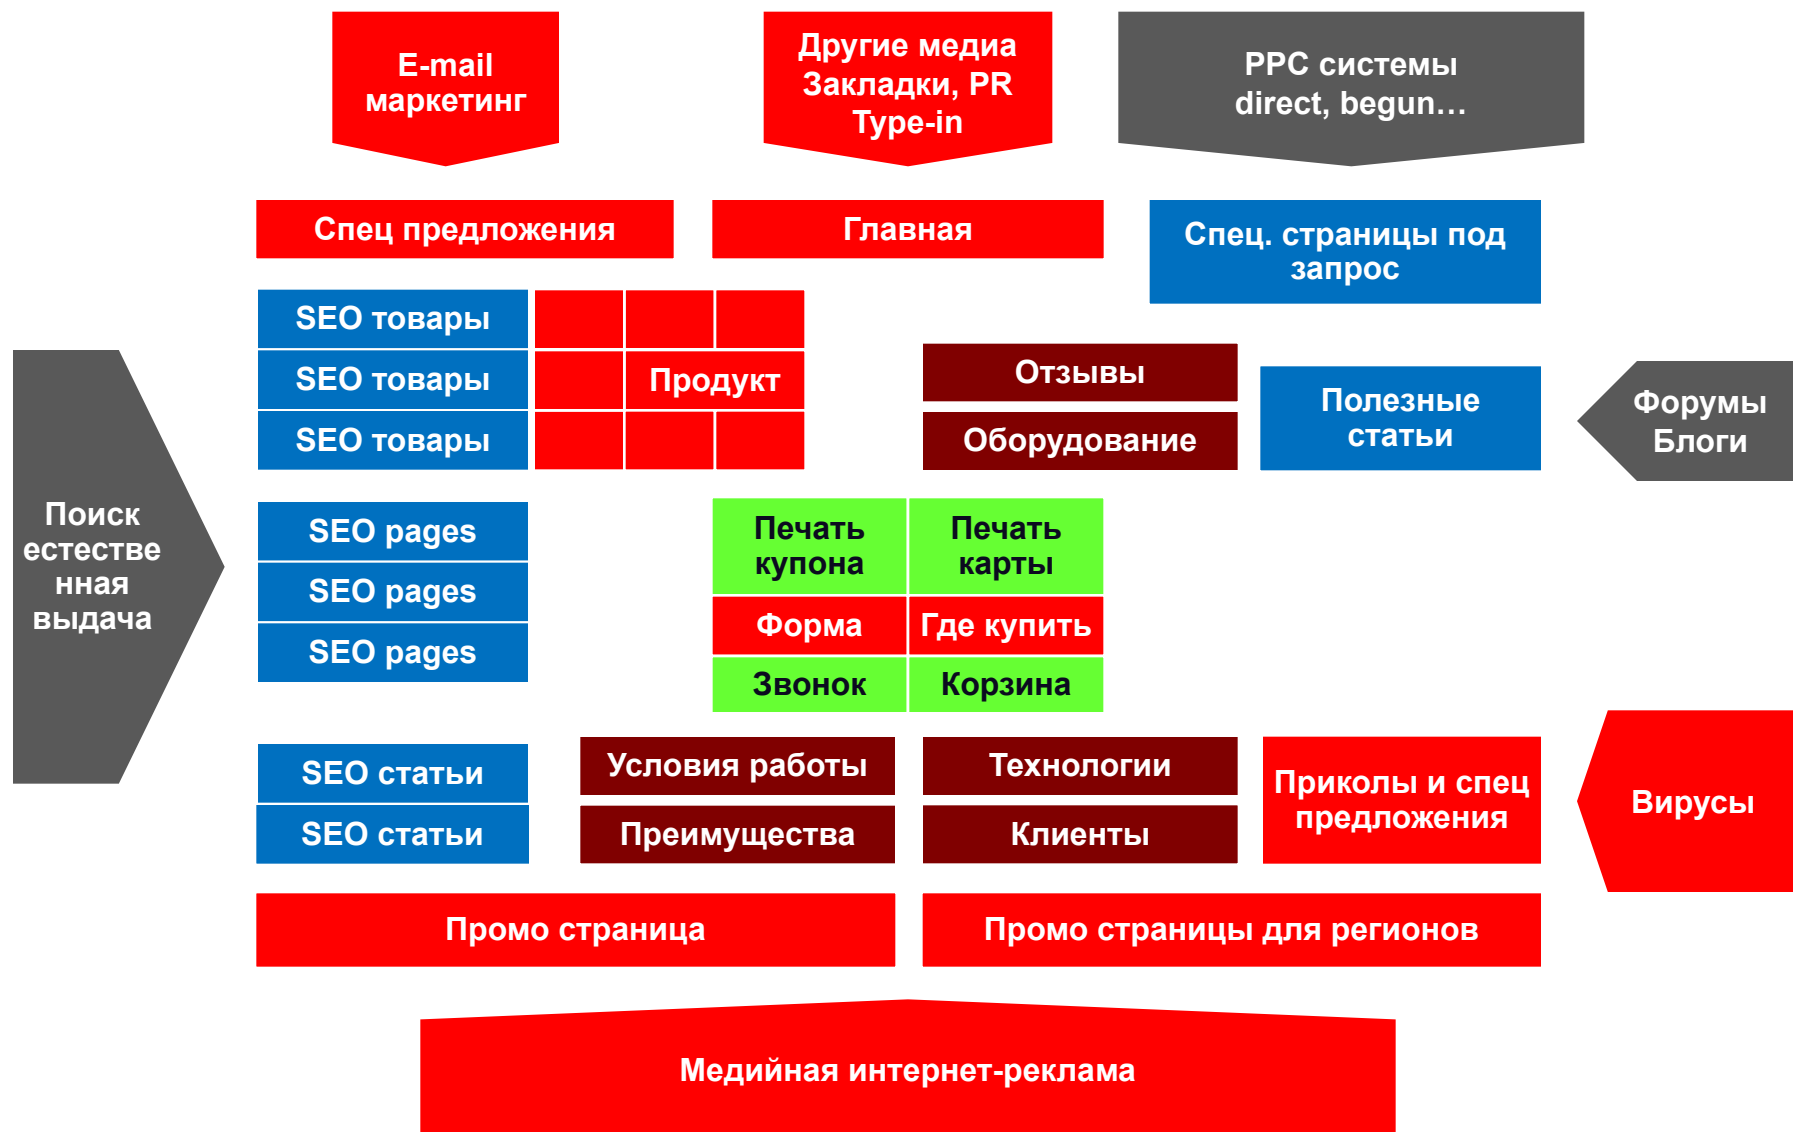 E-mail
маркетинг
Другие медиа
Закладки, PR
Type-in
PPC системы
direct, begun…
Спец предложения
Главная
Спец. страницы под
запрос
SEO товары
SEO товары
Продукт
SEO товары
Отзывы
Оборудование
Полезные
статьи
Форумы
Блоги
Поиск
естестве
нная
выдача
SEO pages
SEO pages
SEO pages
Печать
купона
Печать
карты
Форма
Где купить
Звонок
Корзина
SEO статьи
SEO статьи
Условия работы
Преимущества
Технологии
Клиенты
Приколы и спец
предложения
Вирусы
Промо страница
Промо страницы для регионов
Медийная интернет-реклама